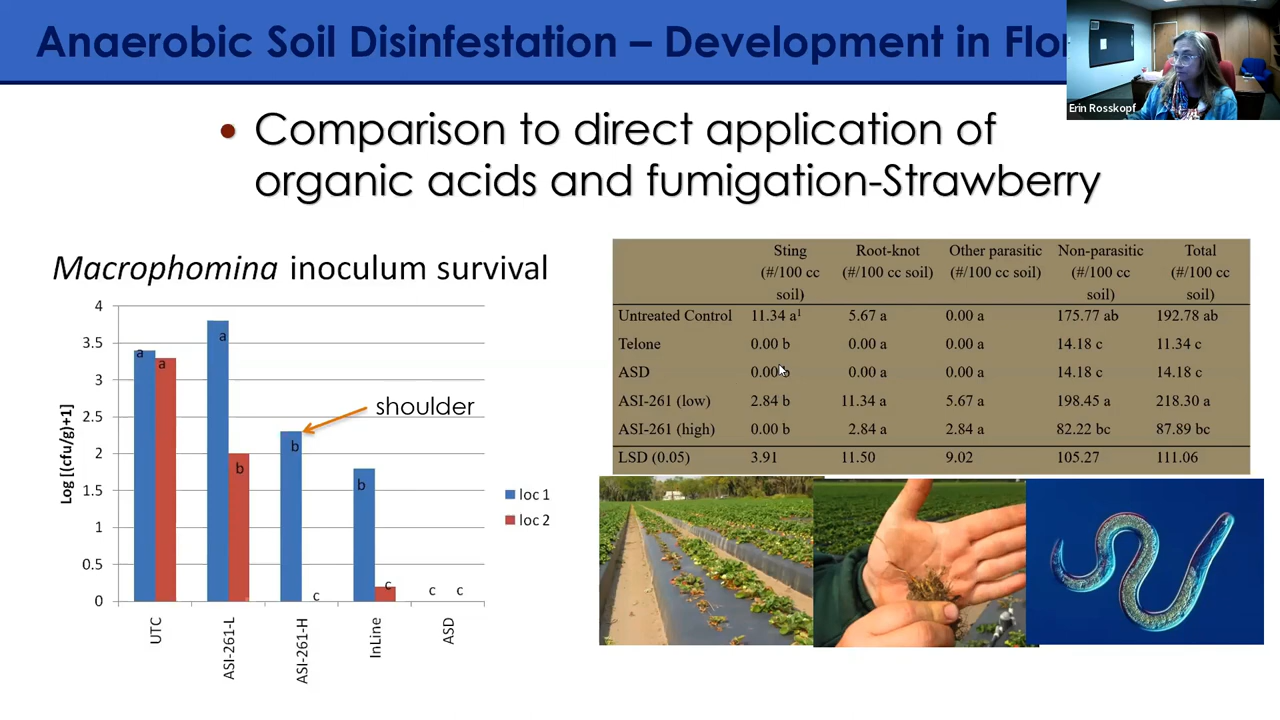 Anaerobic Soil Disinfestation – Development in Flor
Erin Rosskopf
• Comparison to direct application of
organic acids and fumigation-Strawberry
Macrophomina inoculum survival
Log [(cfu/g)+1]
4
3.5
3
2.5
2
1.5
1
0.5
0
a
a
a
b
b
c
b
c
c
c
shoulder
loc 1
loc 2
UTC
ASI-261-L
ASI-261-H
InLine
ASD
Sting (#/100 cc soil) Root-knot (#/100 cc soil) Other parasitic (#/100 cc soil) Non-parasitic (#/100 cc soil) Total (#/100 cc soil)
Untreated Control 11.34 a¹ 5.67 a 0.00 a 175.77 ab 192.78 ab
Telone 0.00 b 0.00 a 0.00 a 14.18 c 11.34 c
ASD 0.00 b 0.00 a 0.00 a 14.18 c 14.18 c
ASI-261 (low) 2.84 b 11.34 a 5.67 a 198.45 a 218.30 a
ASI-261 (high) 0.00 b 2.84 a 2.84 a 82.22 bc 87.89 bc
LSD (0.05) 3.91 11.50 9.02 105.27 111.06